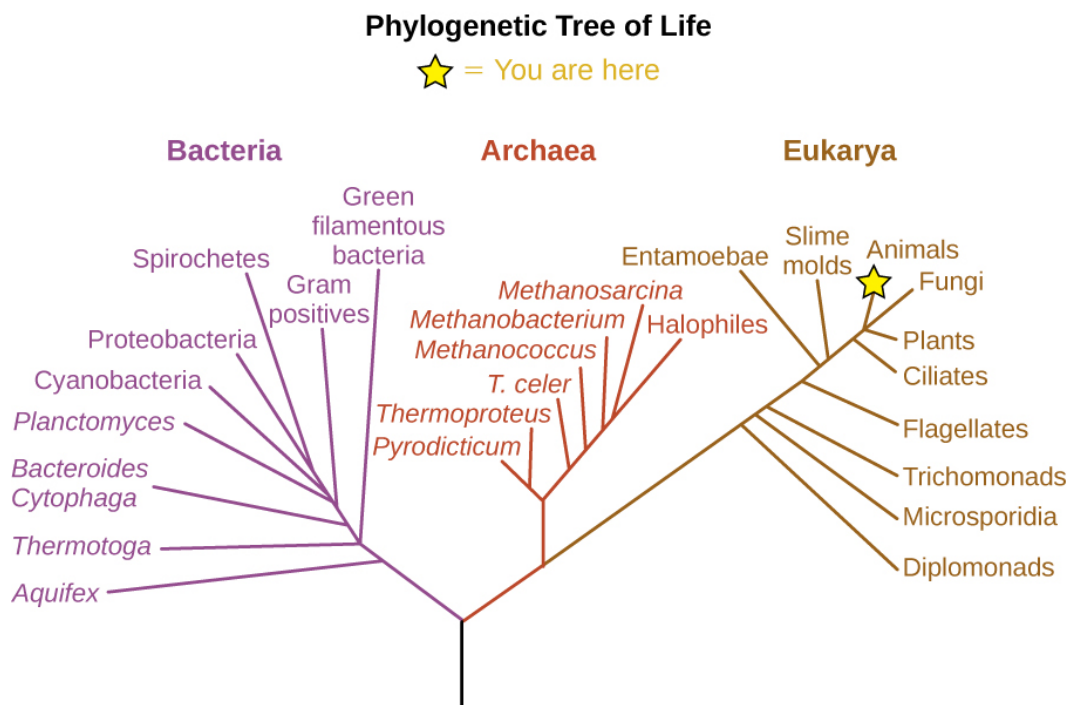 Phylogenetic Tree of Life
= You are here
Bacteria
Archaea
Eukarya
Green
filamentous
bacteria
Spirochetes
Gram
positives
Proteobacteria
Cyanobacteria
Planctomyces
Bacteroides
Cytophaga
Thermotoga
Aquifex
Methanosarcina
Methanobacterium
Halophiles
Methanococcus
T. celer
Thermoproteus
Pyrodicticum
Entamoebae
Slime
molds
Animals
Fungi
Plants
Ciliates
Flagellates
Trichomonads
Microsporidia
Diplomonads